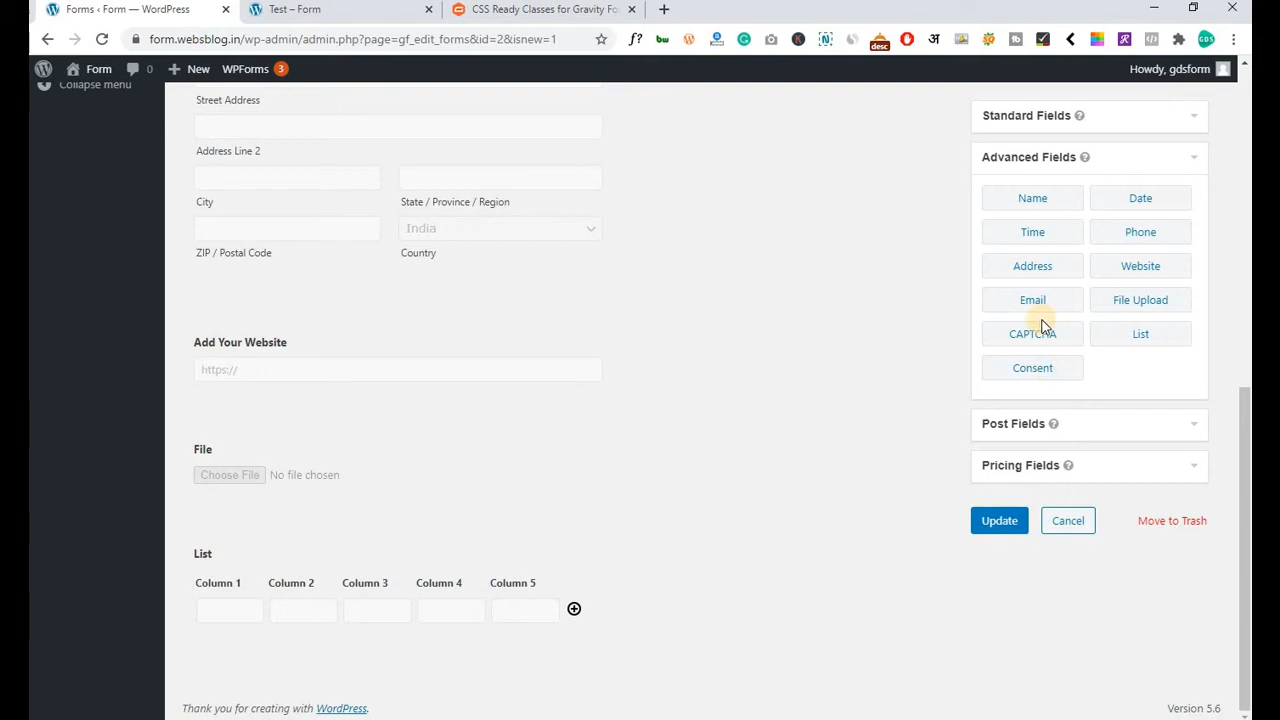 Forms ‹ Form — WordPress
Test – Form
CSS Ready Classes for Gravity Fo
form.websblog.in/wp-admin/admin.php?page=gf_edit_forms&id=2&isnew=1
Form
0
New
WPForms 3
Howdy, gdsform
Collapse menu
Street Address
Address Line 2
City
State / Province / Region
India
ZIP / Postal Code
Country
Add Your Website
https://
File
Choose File No file chosen
List
Column 1 Column 2 Column 3 Column 4 Column 5
Standard Fields
Advanced Fields
Name Date
Time Phone
Address Website
Email File Upload
CAPTCHA List
Consent
Post Fields
Pricing Fields
Update Cancel Move to Trash
Thank you for creating with WordPress.
Version 5.6